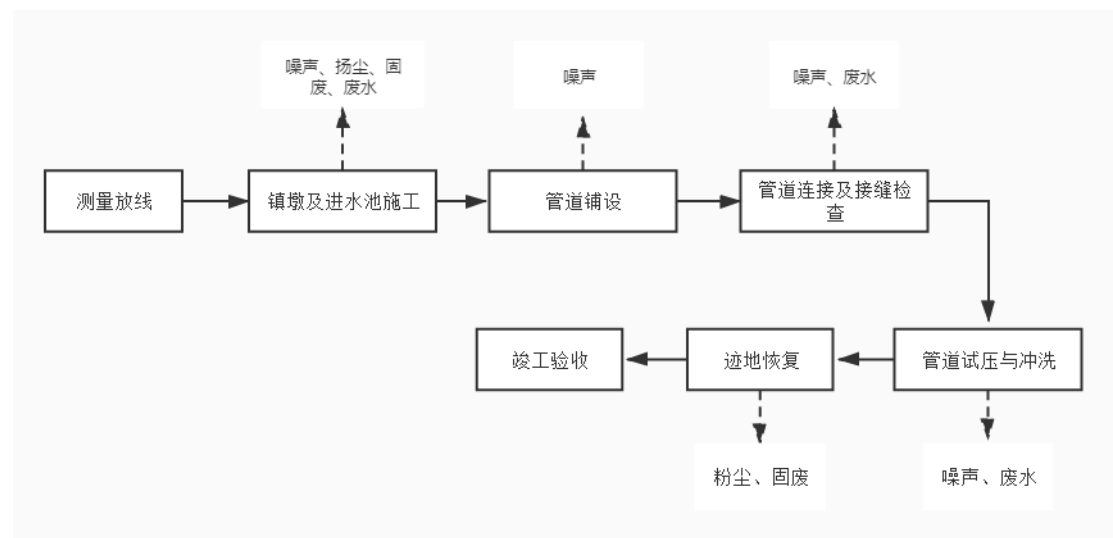 噪声、扬尘、固
废、废水
噪声
噪声、废水
测量放线
镇墩及进水池施工
管道铺设
管道连接及接缝检
查
竣工验收
迹地恢复
管道试压与冲洗
粉尘、固废
噪声、废水